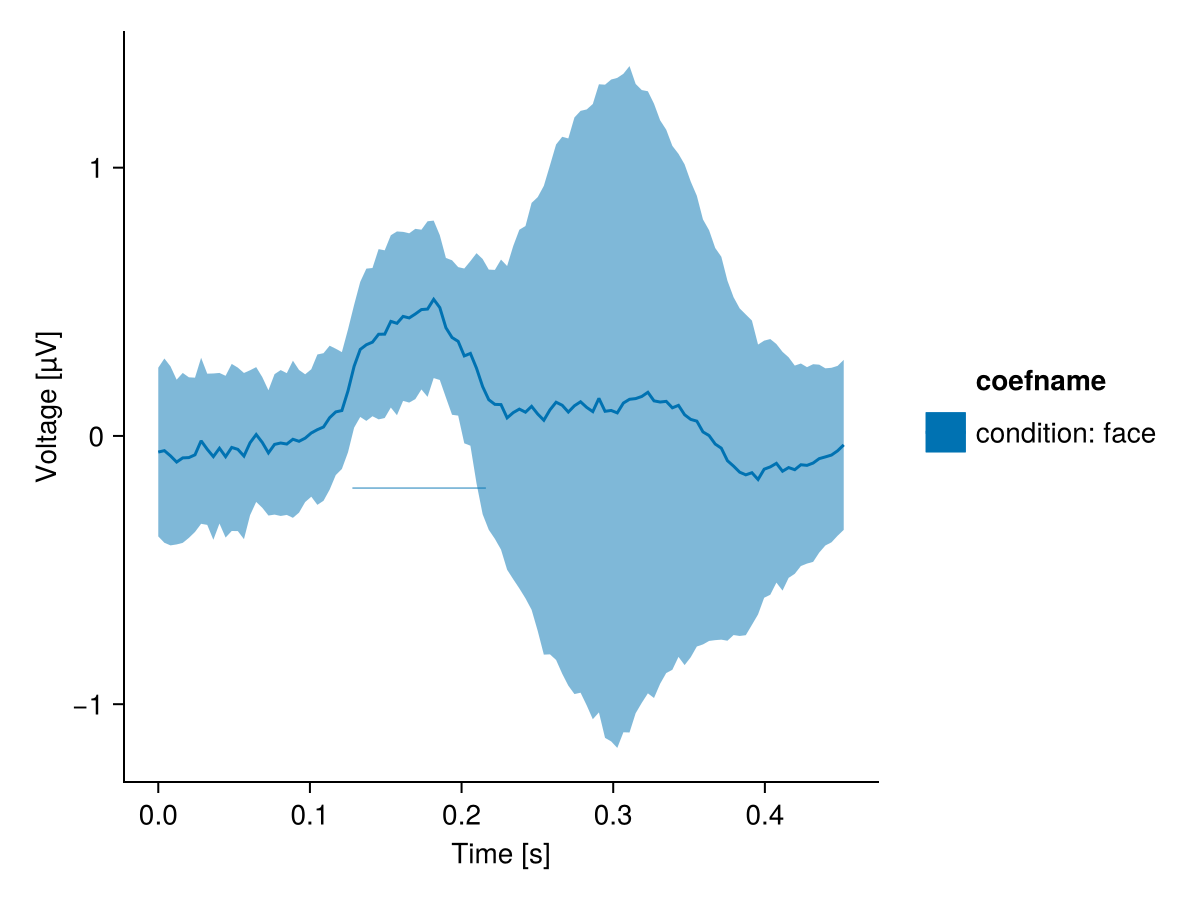 Voltage [µV]
1
0
−1
0.0 0.1 0.2 0.3 0.4
Time [s]
coefname
condition: face